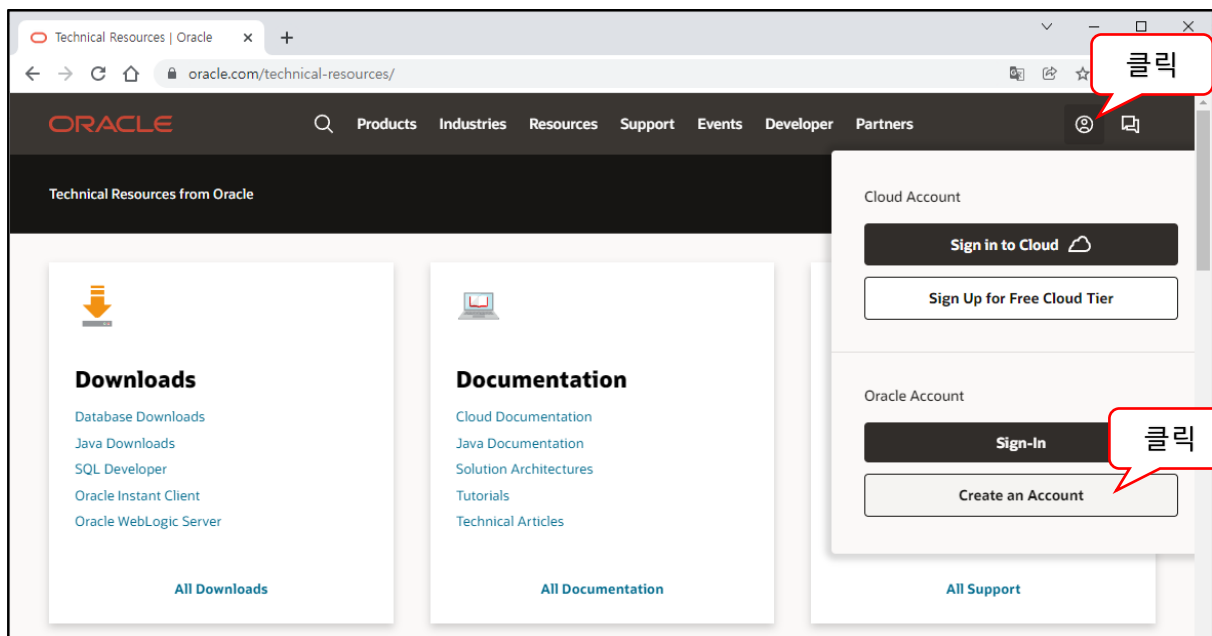 Technical Resources | Oracle
oracle.com/technical-resources/
클릭
ORACLE
Products Industries Resources Support Events Developer Partners
Technical Resources from Oracle
Cloud Account
Sign in to Cloud
Sign Up for Free Cloud Tier
Oracle Account
Sign-In
클릭
Create an Account
Downloads
Database Downloads
Java Downloads
SQL Developer
Oracle Instant Client
Oracle WebLogic Server
All Downloads
Documentation
Cloud Documentation
Java Documentation
Solution Architectures
Tutorials
Technical Articles
All Documentation
All Support